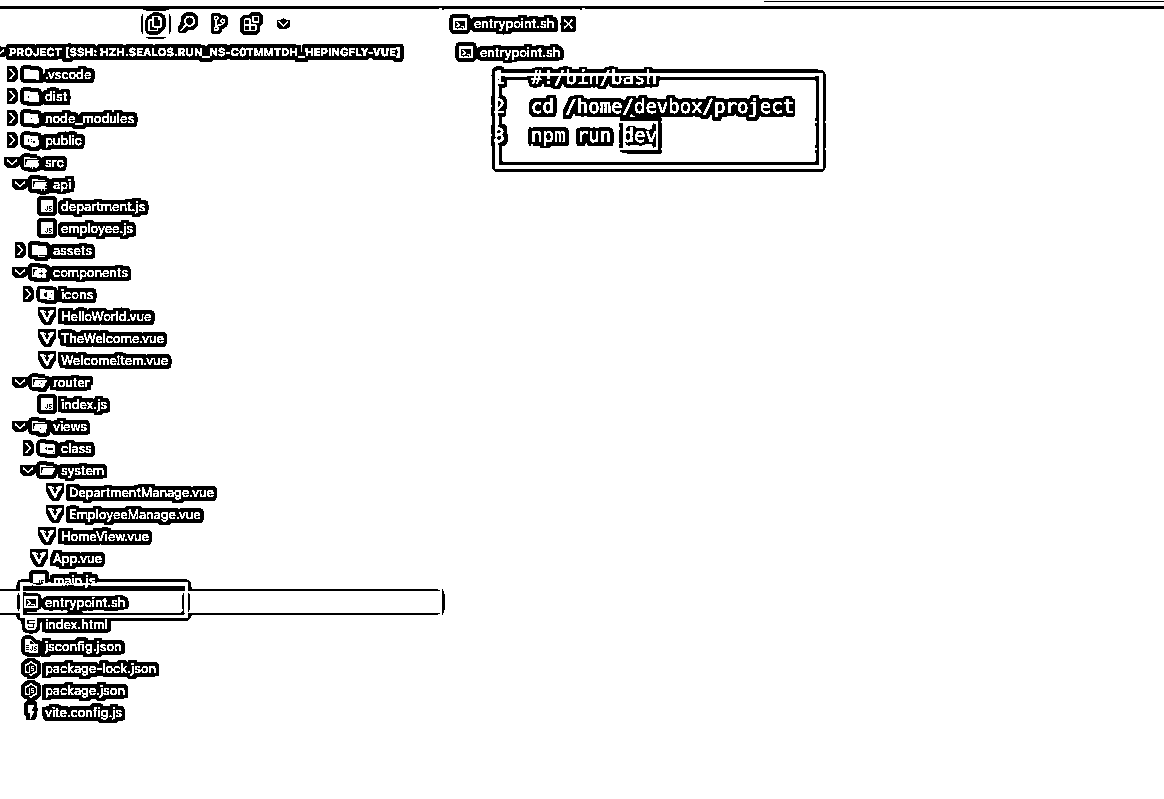 PROJECT [SSH: HZH.SEALOS.RUN_NS-C0TMMTDH_HEPINGFLY-VUE]
.vscode
dist
node_modules
public
src
api
department.js
employee.js
assets
components
icons
HelloWorld.vue
TheWelcome.vue
WelcomeItem.vue
router
index.js
views
class
system
DepartmentManage.vue
EmployeeManage.vue
HomeView.vue
App.vue
main.js
entrypoint.sh
index.html
jsconfig.json
package-lock.json
package.json
vite.config.js
entrypoint.sh
entrypoint.sh
1 #!/bin/bash
2 cd /home/devbox/project
3 npm run dev